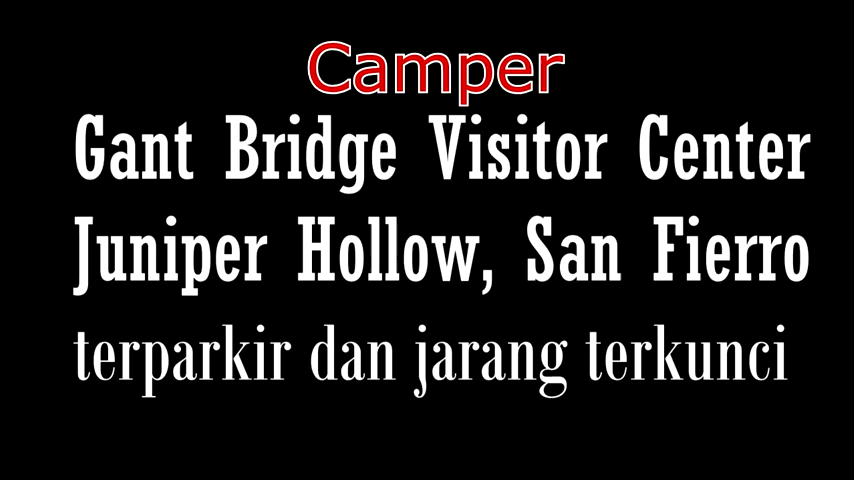 Camper
Gant Bridge Visitor Center
Juniper Hollow, San Fierro
terparkir dan jarang terkunci